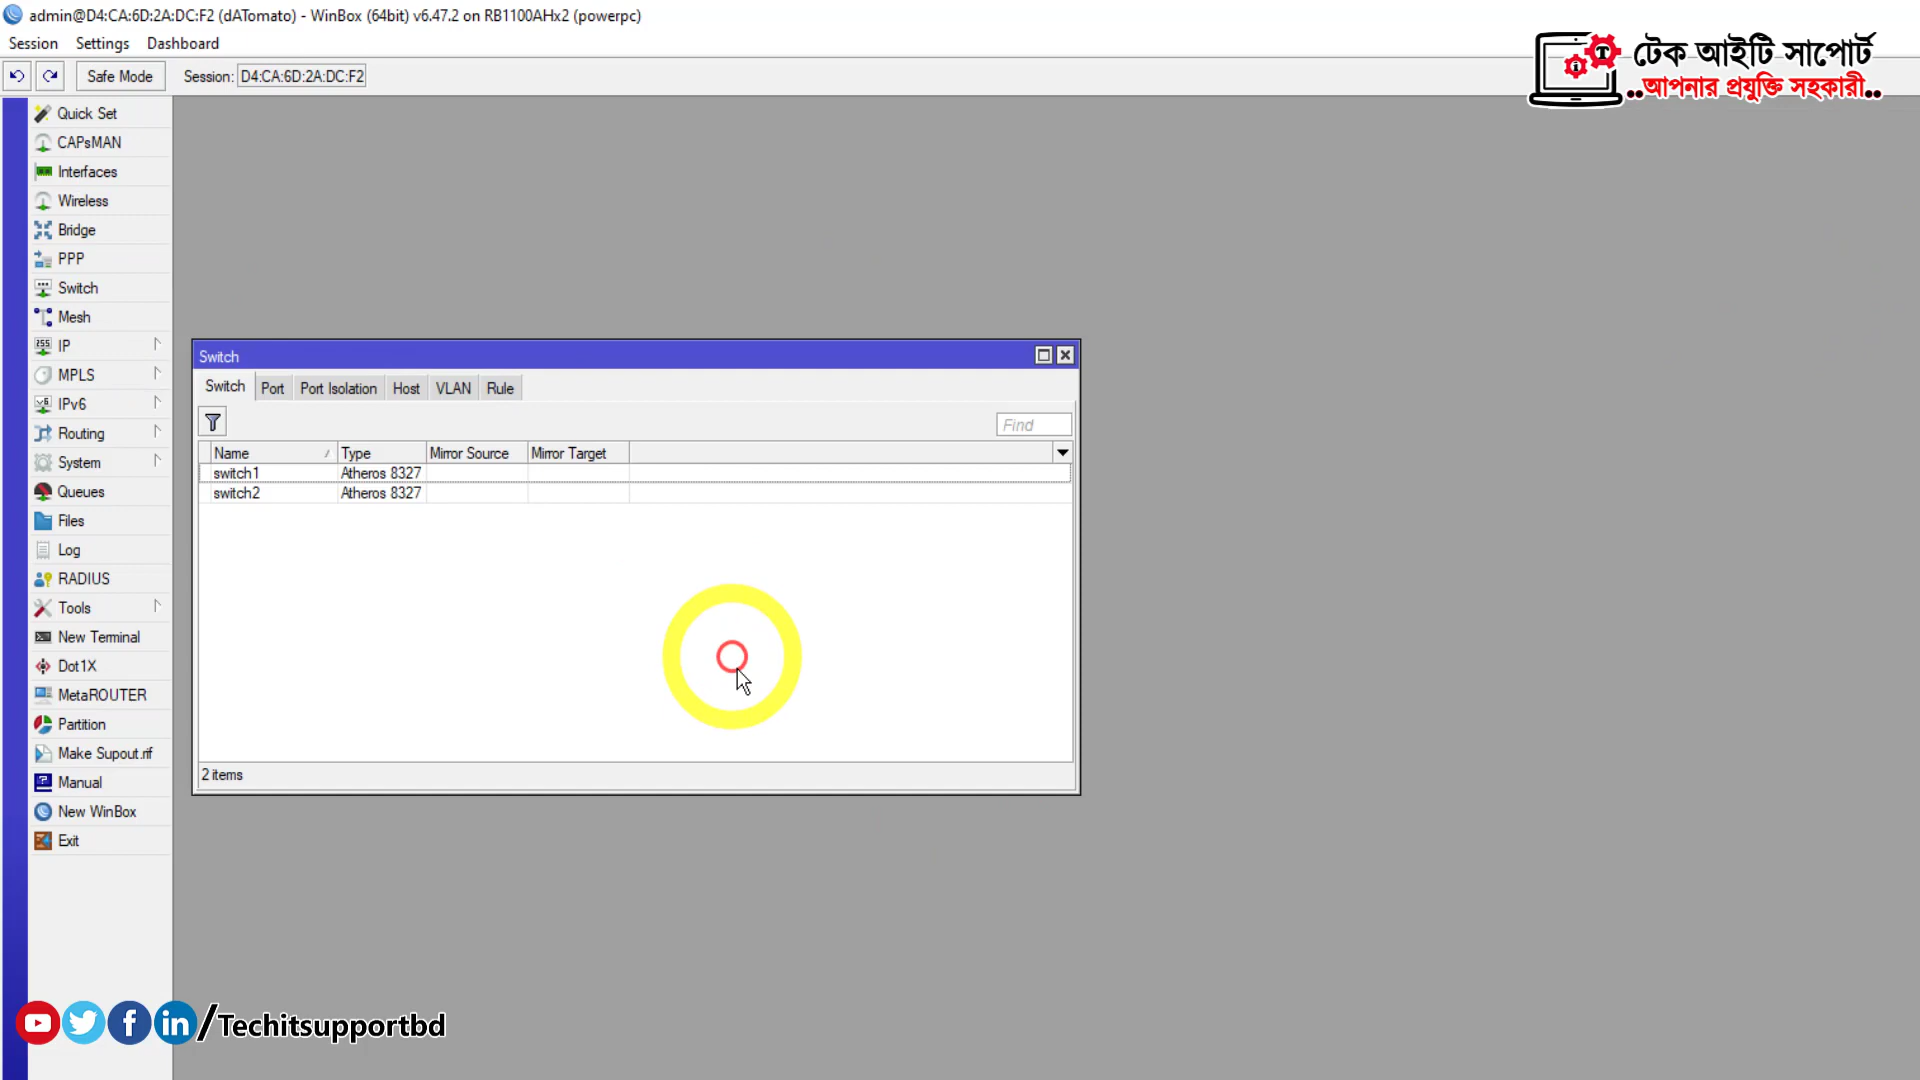 admin@D4:CA:6D:2A:DC:F2 (dATomato) - WinBox (64bit) v6.47.2 on RB1100AHx2 (powerpc)
Session Settings Dashboard
Safe Mode Session: D4:CA:6D:2A:DC:F2
টেক আইটি সাপোর্ট
..আপনার প্রযুক্তি সহকারী..
Quick Set
CAPsMAN
Interfaces
Wireless
Bridge
PPP
Switch
Mesh
IP
MPLS
IPv6
Routing
System
Queues
Files
Log
RADIUS
Tools
New Terminal
Dot1X
MetaROUTER
Partition
Make Supout.rif
Manual
New WinBox
Exit
Switch
Switch Port Port Isolation Host VLAN Rule
Find
Name Type Mirror Source Mirror Target
switch1 Atheros 8327
switch2 Atheros 8327
2 items
/Techitsupportbd